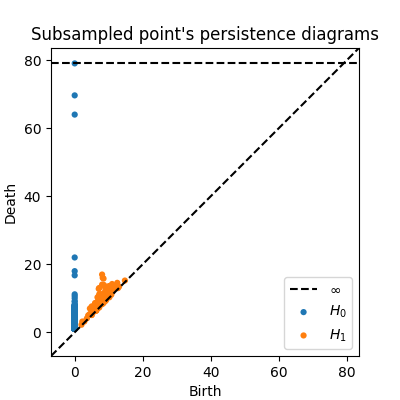 Subsampled point's persistence diagrams
80
60
40
20
0
Death
0 20 40 60 80
Birth
∞
H₀
H₁